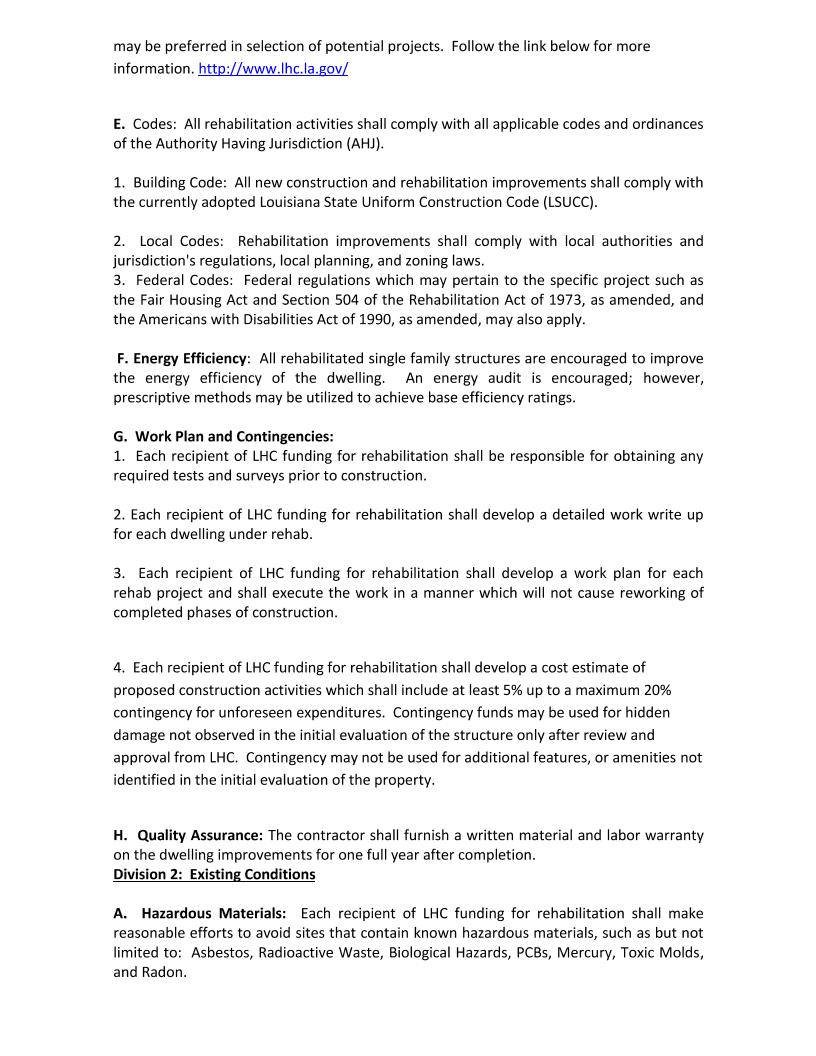 may be preferred in selection of potential projects.  Follow the link below for more
information. http://www.lhc.la.gov/
E.  Codes:  All rehabilitation activities shall comply with all applicable codes and ordinances
of the Authority Having Jurisdiction (AHJ).
1.  Building Code:  All new construction and rehabilitation improvements shall comply with
the currently adopted Louisiana State Uniform Construction Code (LSUCC).
2.  Local Codes:  Rehabilitation improvements shall comply with local authorities and
jurisdiction's regulations, local planning, and zoning laws.
3.  Federal Codes:  Federal regulations which may pertain to the specific project such as
the Fair Housing Act and Section 504 of the Rehabilitation Act of 1973, as amended, and
the Americans with Disabilities Act of 1990, as amended, may also apply.
F. Energy Efficiency:  All rehabilitated single family structures are encouraged to improve
the energy efficiency of the dwelling.  An energy audit is encouraged; however,
prescriptive methods may be utilized to achieve base efficiency ratings.
G.  Work Plan and Contingencies:
1.  Each recipient of LHC funding for rehabilitation shall be responsible for obtaining any
required tests and surveys prior to construction.
2. Each recipient of LHC funding for rehabilitation shall develop a detailed work write up
for each dwelling under rehab.
3.  Each recipient of LHC funding for rehabilitation shall develop a work plan for each
rehab project and shall execute the work in a manner which will not cause reworking of
completed phases of construction.
4.  Each recipient of LHC funding for rehabilitation shall develop a cost estimate of
proposed construction activities which shall include at least 5% up to a maximum 20%
contingency for unforeseen expenditures.  Contingency funds may be used for hidden
damage not observed in the initial evaluation of the structure only after review and
approval from LHC.  Contingency may not be used for additional features, or amenities not
identified in the initial evaluation of the property.
H.  Quality Assurance: The contractor shall furnish a written material and labor warranty
on the dwelling improvements for one full year after completion.
Division 2:  Existing Conditions
A.  Hazardous Materials:  Each recipient of LHC funding for rehabilitation shall make
reasonable efforts to avoid sites that contain known hazardous materials, such as but not
limited to:  Asbestos, Radioactive Waste, Biological Hazards, PCBs, Mercury, Toxic Molds,
and Radon.